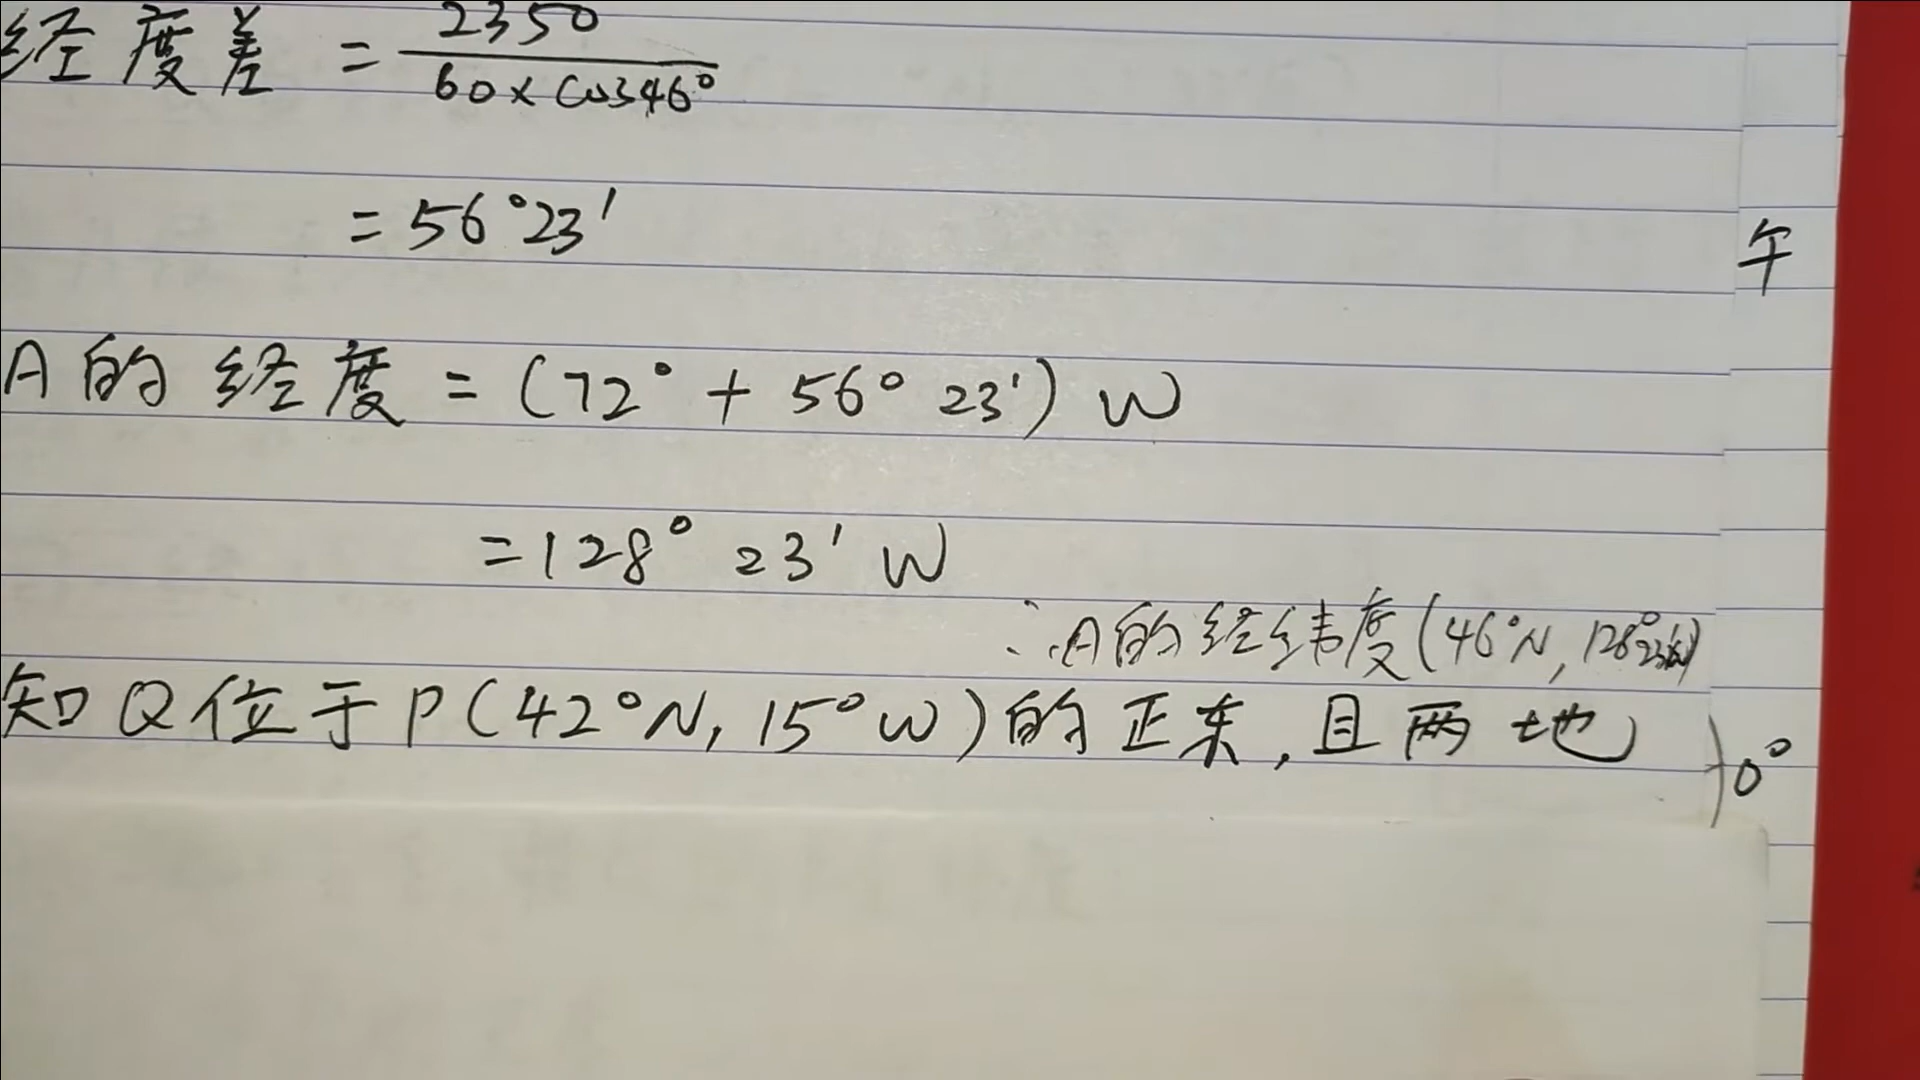 经度差 = 2350
60×cos46°
= 56°23′
午
A的经度 = (72° + 56° 23′) W
= 128° 23′ W
∴A的经纬度(46°N, 128°23′W)
知Q位于P(42°N, 15°W)的正东,且两地
0°